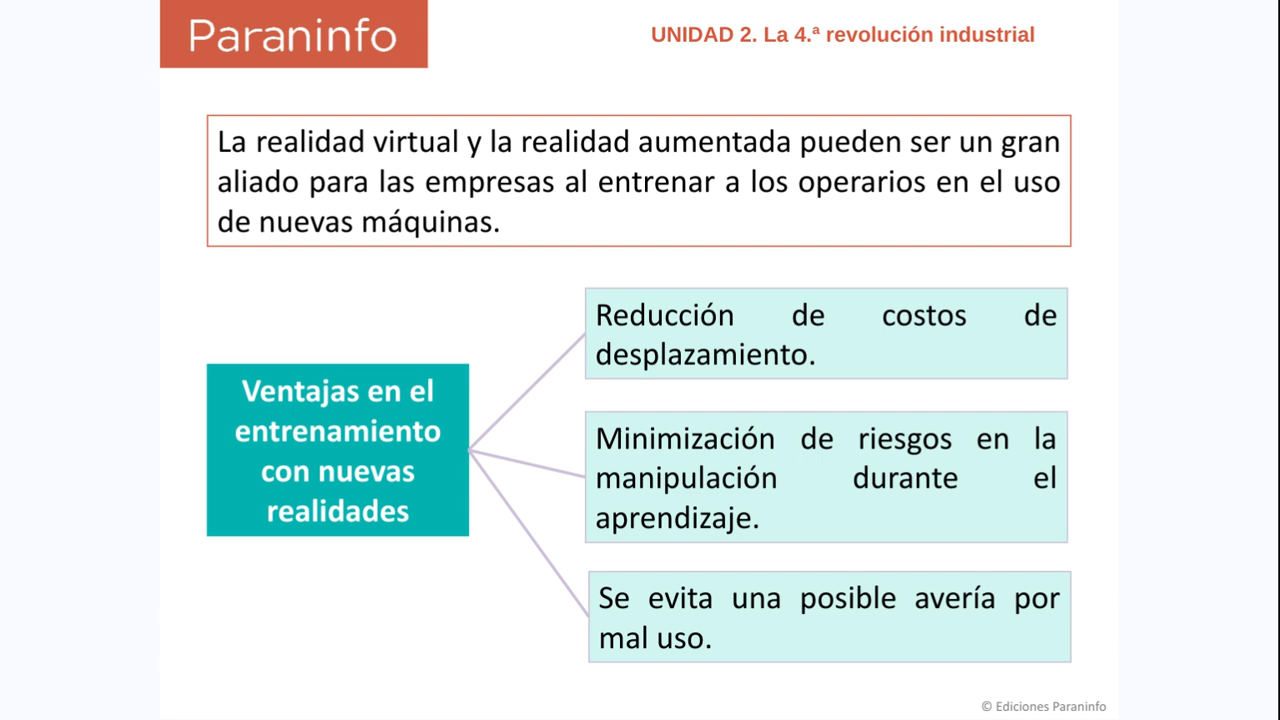 Paraninfo
UNIDAD 2. La 4.ª revolución industrial
La realidad virtual y la realidad aumentada pueden ser un gran
aliado para las empresas al entrenar a los operarios en el uso
de nuevas máquinas.
Ventajas en el
entrenamiento
con nuevas
realidades
Reducción de costos de
desplazamiento.
Minimización de riesgos en la
manipulación durante el
aprendizaje.
Se evita una posible avería por
mal uso.
© Ediciones Paraninfo